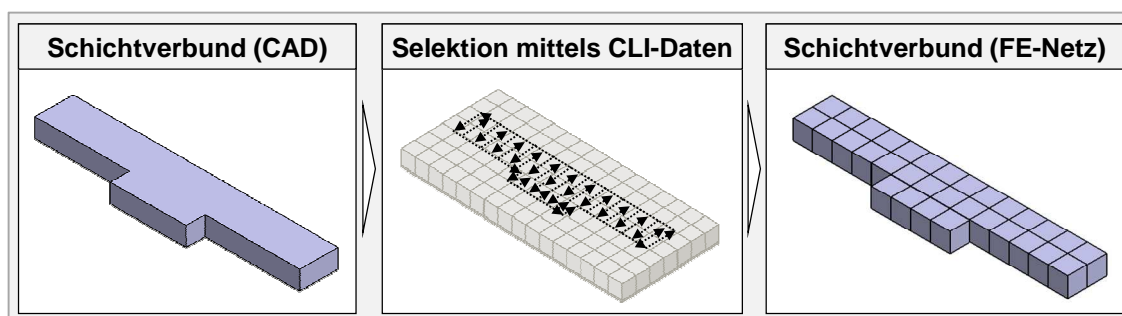 Schichtverbund (CAD)
Selektion mittels CLI-Daten
Schichtverbund (FE-Netz)